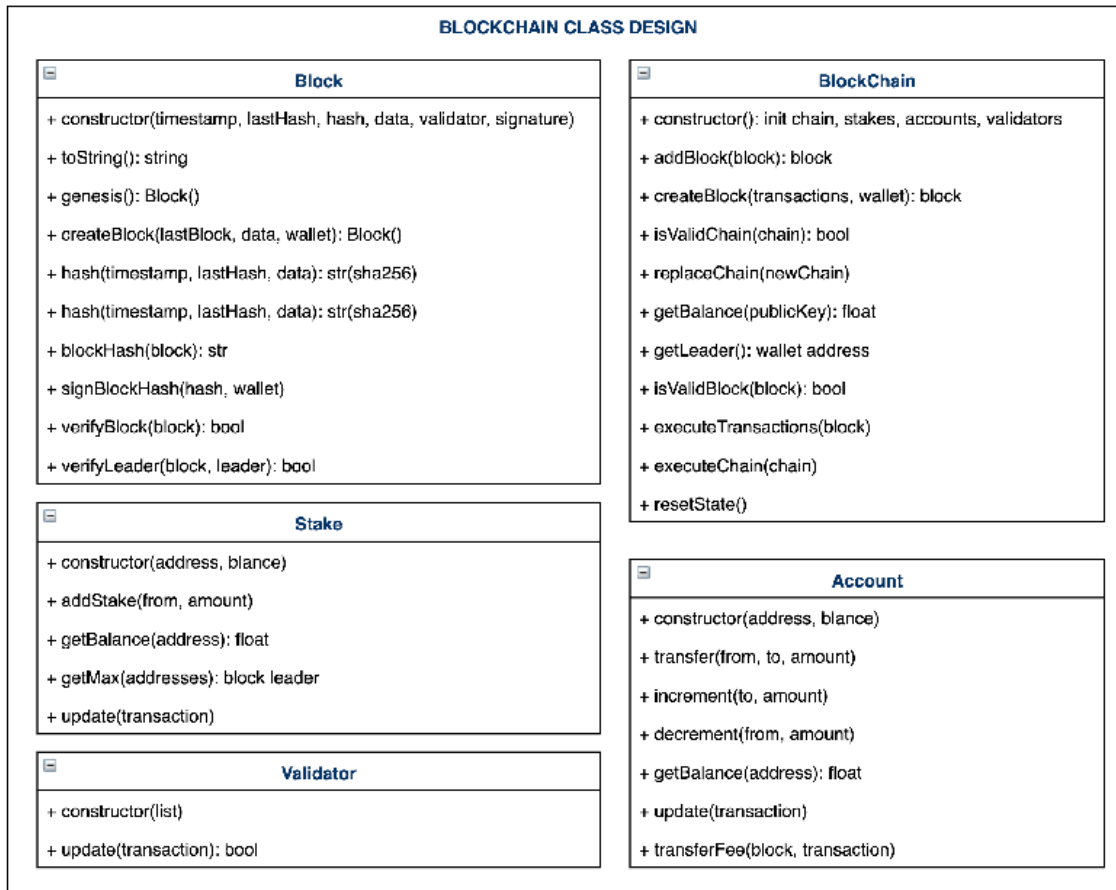 BLOCKCHAIN CLASS DESIGN
Block
+ constructor(timestamp, lastHash, hash, data, validator, signature)
+ toString(): string
+ genesis(): Block()
+ createBlock(lastBlock, data, wallet): Block()
+ hash(timestamp, lastHash, data): str(sha256)
+ hash(timestamp, lastHash, data): str(sha256)
+ blockHash(block): str
+ signBlockHash(hash, wallet)
+ verifyBlock(block): bool
+ verifyLeader(block, leader): bool
Stake
+ constructor(address, blance)
+ addStake(from, amount)
+ getBalance(address): float
+ getMax(addresses): block leader
+ update(transaction)
Validator
+ constructor(list)
+ update(transaction): bool
BlockChain
+ constructor(): init chain, stakes, accounts, validators
+ addBlock(block): block
+ createBlock(transactions, wallet): block
+ isValidChain(chain): bool
+ replaceChain(newChain)
+ getBalance(publicKey): float
+ getLeader(): wallet address
+ isValidBlock(block): bool
+ executeTransactions(block)
+ executeChain(chain)
+ resetState()
Account
+ constructor(address, blance)
+ transfer(from, to, amount)
+ increment(to, amount)
+ decrement(from, amount)
+ getBalance(address): float
+ update(transaction)
+ transferFee(block, transaction)